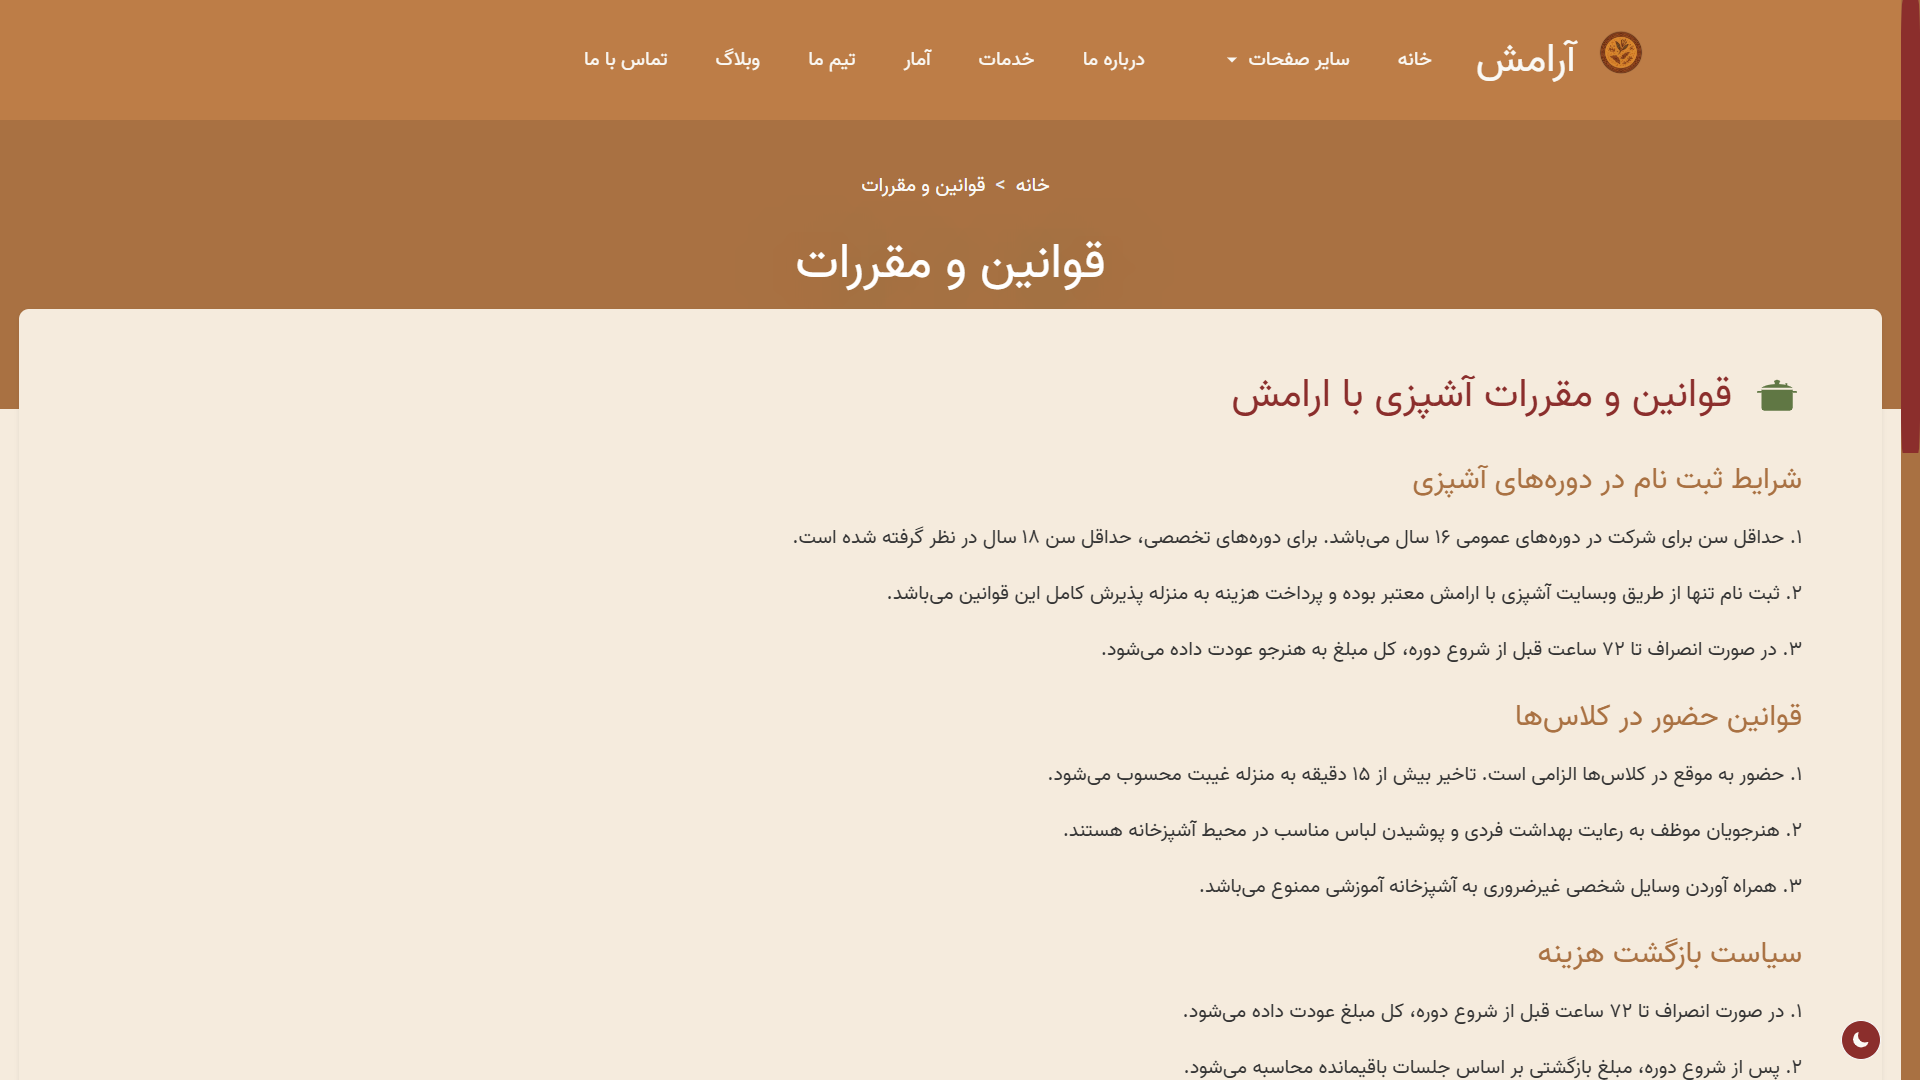 آرامش
خانه
سایر صفحات
درباره ما
خدمات
آمار
تیم ما
وبلاگ
تماس با ما
خانه > قوانین و مقررات
قوانین و مقررات
قوانین و مقررات آشپزی با ارامش
شرایط ثبت نام در دوره‌های آشپزی
۱. حداقل سن برای شرکت در دوره‌های عمومی ۱۶ سال می‌باشد. برای دوره‌های تخصصی، حداقل سن ۱۸ سال در نظر گرفته شده است.
۲. ثبت نام تنها از طریق وبسایت آشپزی با ارامش معتبر بوده و پرداخت هزینه به منزله پذیرش کامل این قوانین می‌باشد.
۳. در صورت انصراف تا ۷۲ ساعت قبل از شروع دوره، کل مبلغ به هنرجو عودت داده می‌شود.
قوانین حضور در کلاس‌ها
۱. حضور به موقع در کلاس‌ها الزامی است. تاخیر بیش از ۱۵ دقیقه به منزله غیبت محسوب می‌شود.
۲. هنرجویان موظف به رعایت بهداشت فردی و پوشیدن لباس مناسب در محیط آشپزخانه هستند.
۳. همراه آوردن وسایل شخصی غیرضروری به آشپزخانه آموزشی ممنوع می‌باشد.
سیاست بازگشت هزینه
۱. در صورت انصراف تا ۷۲ ساعت قبل از شروع دوره، کل مبلغ عودت داده می‌شود.
۲. پس از شروع دوره، مبلغ بازگشتی بر اساس جلسات باقیمانده محاسبه می‌شود.